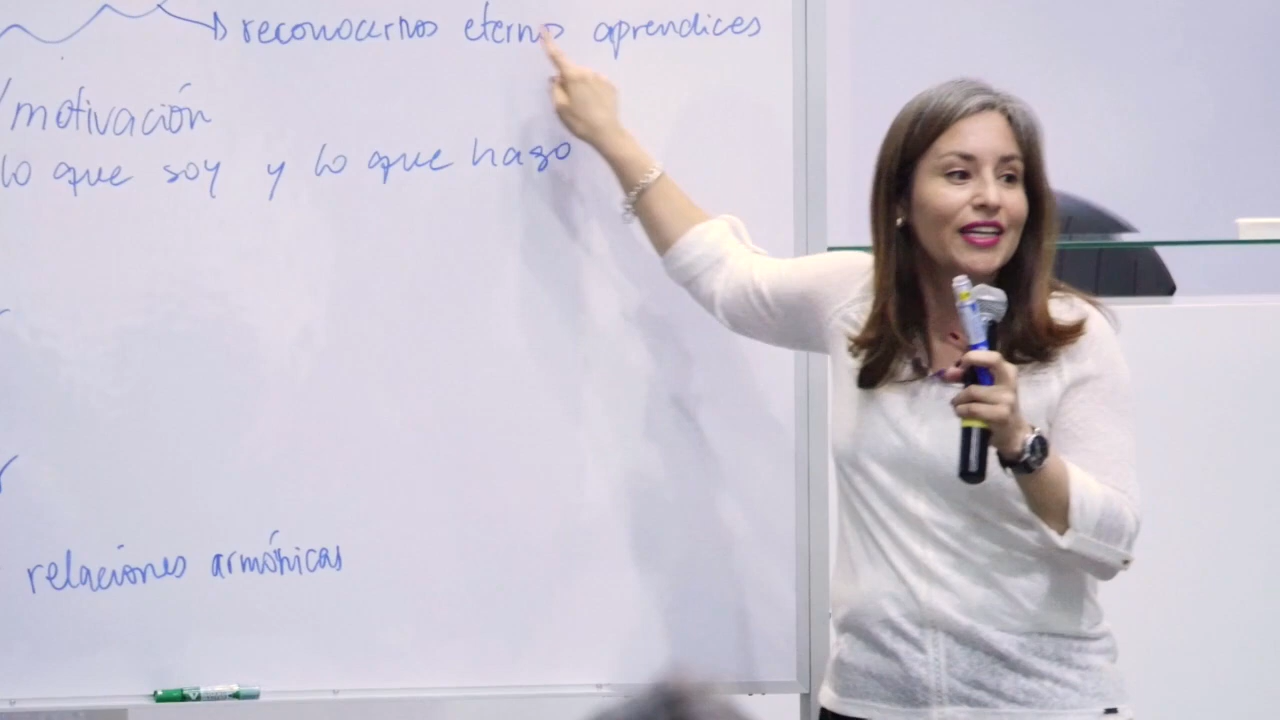 reconocernos eternos aprendices
/motivación
lo que soy y lo que hago
relaciones armónicas